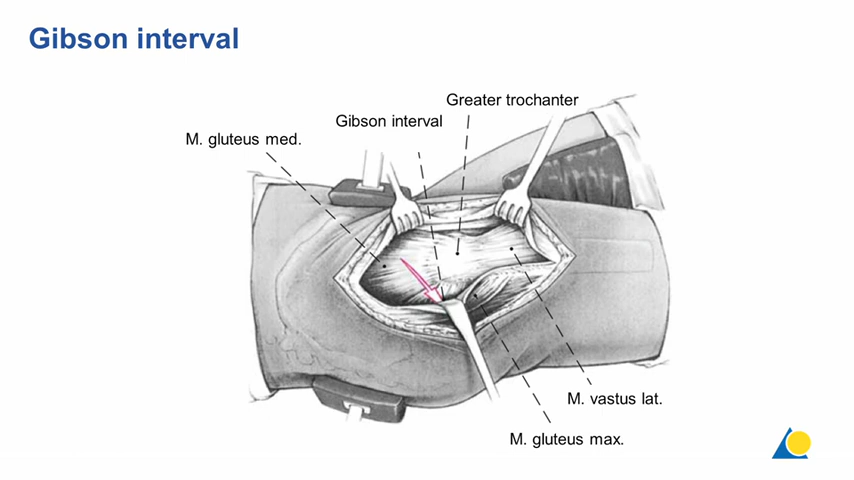 Gibson interval
Greater trochanter
Gibson interval
M. gluteus med.
M. vastus lat.
M. gluteus max.